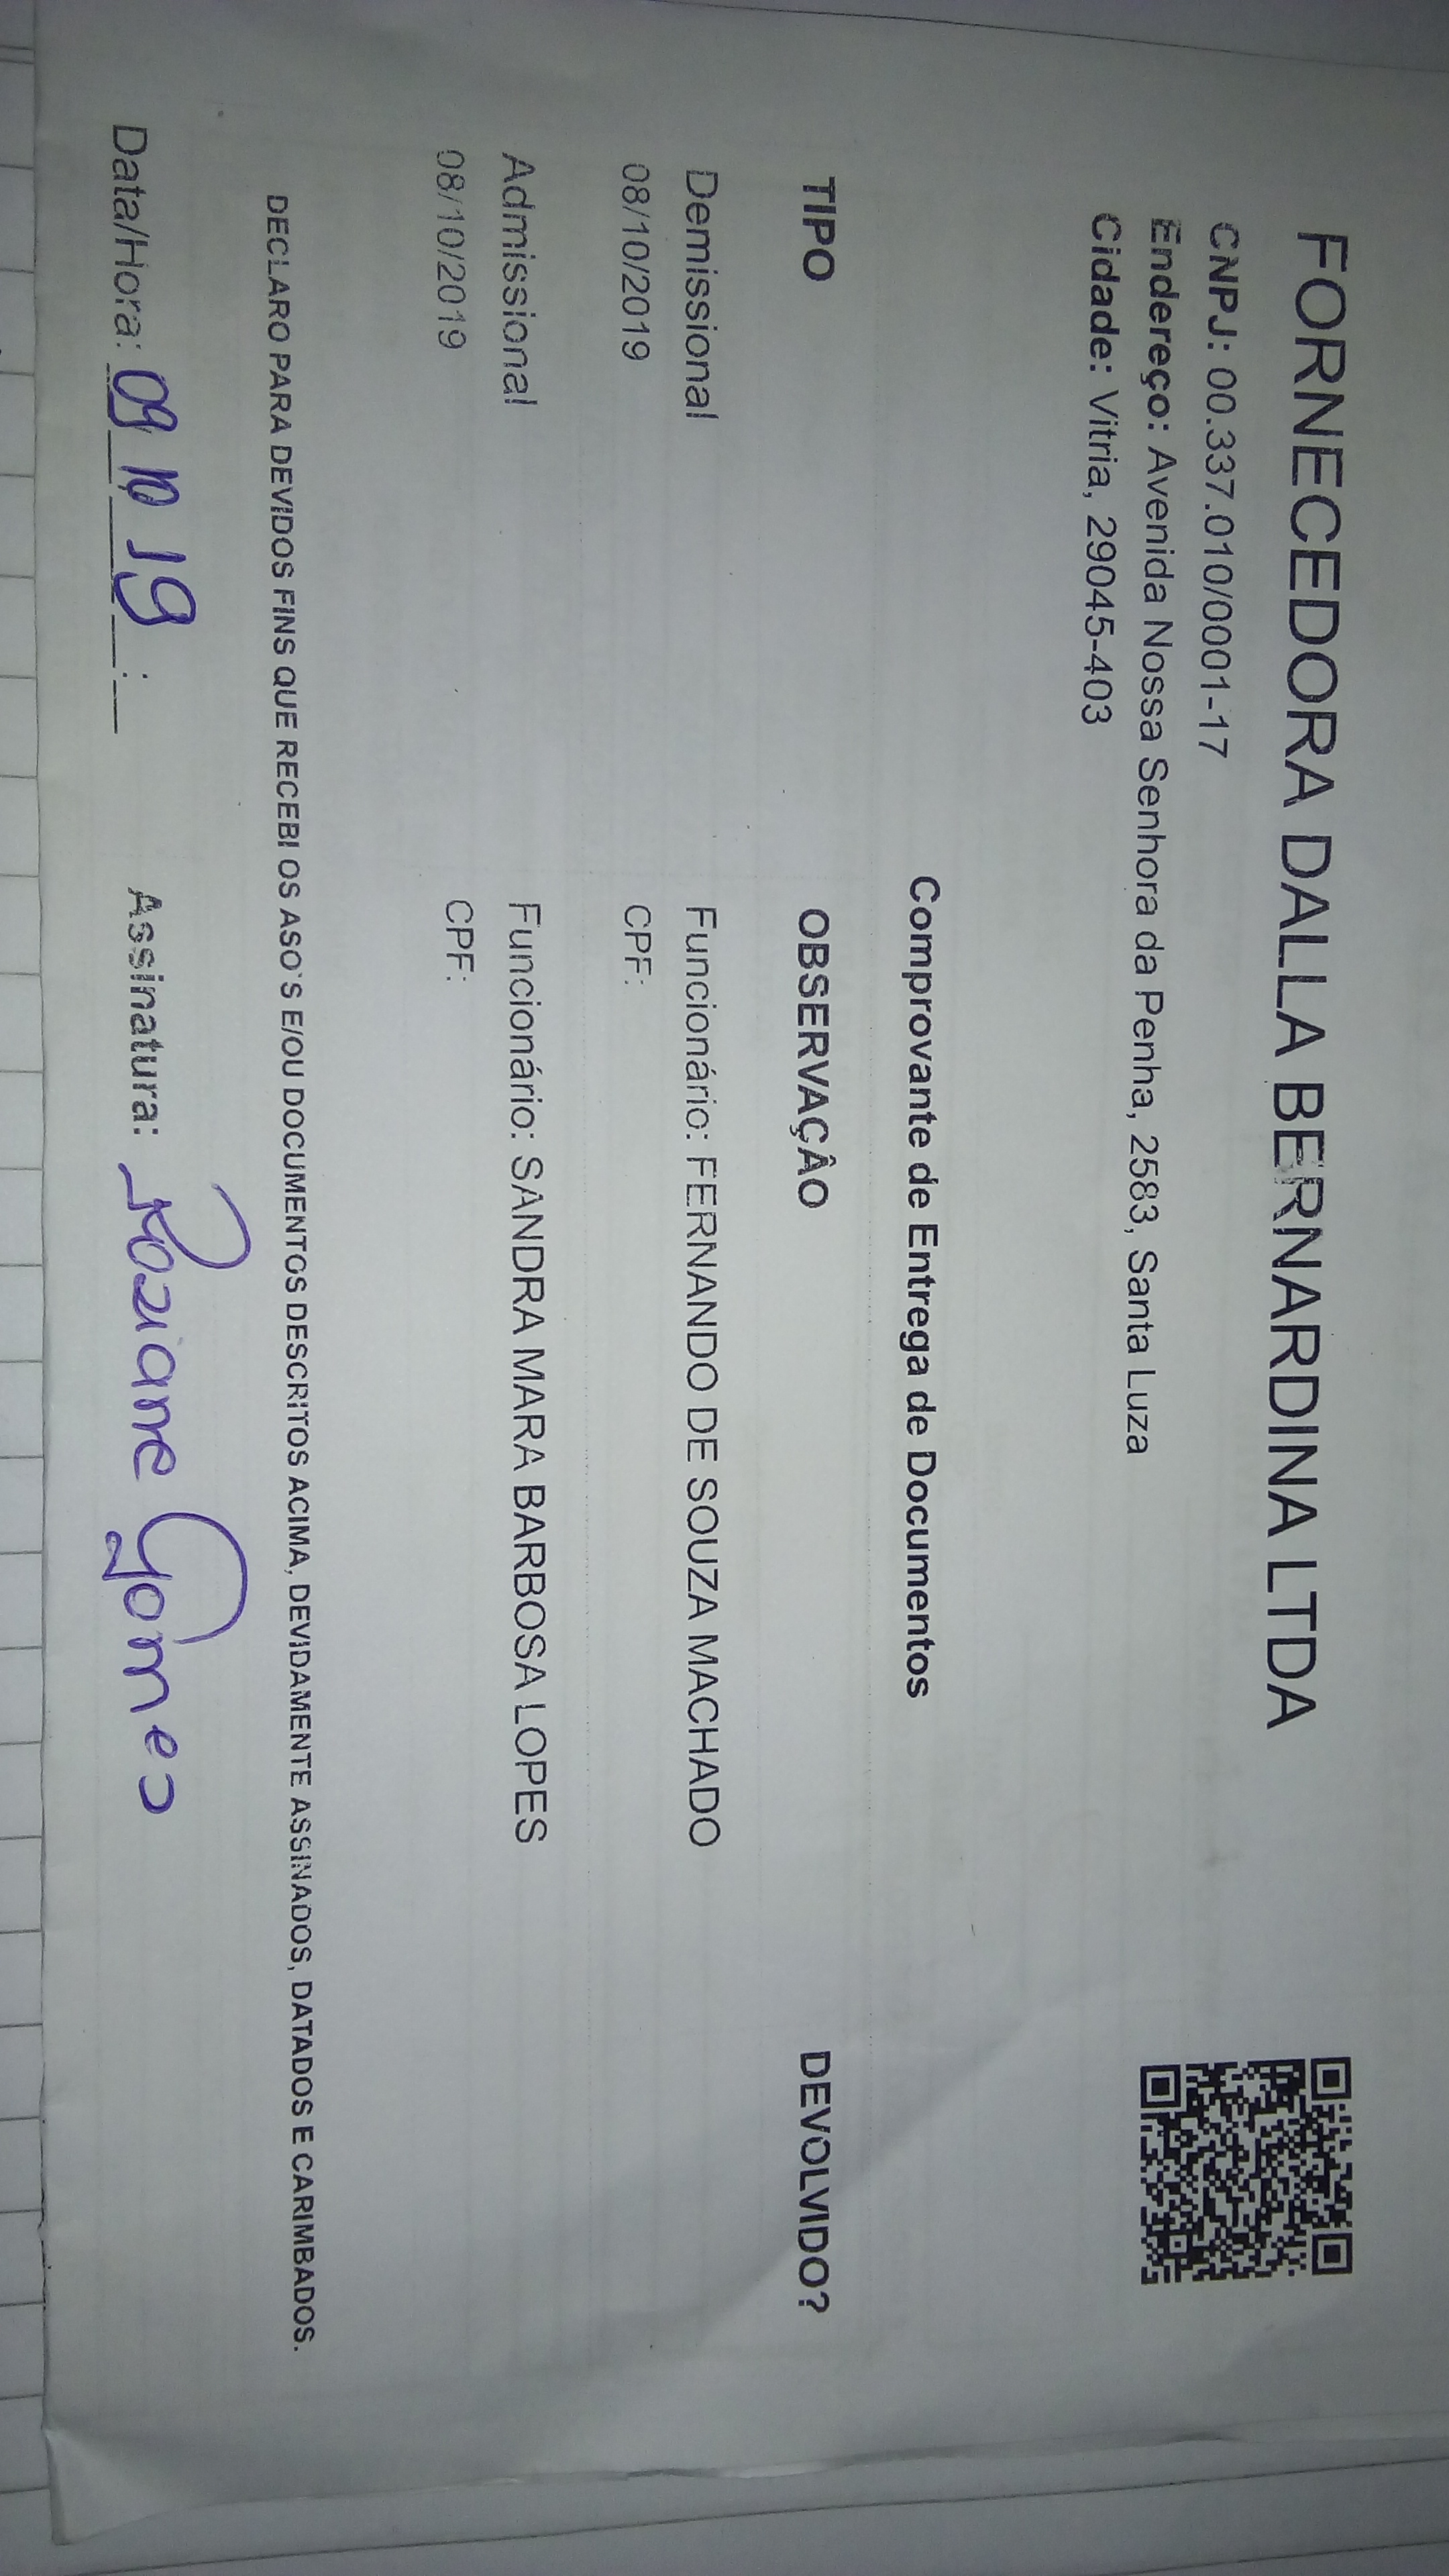 FORNECEDORA DALLA BERNARDINA LTDA
CNPJ: 00.337.010/0001-17
Endereço: Avenida Nossa Senhora da Penha, 2583, Santa Luza
Cidade: Vitria, 29045-403
Comprovante de Entrega de Documentos
TIPO OBSERVAÇÂO DEVOLVIDO?
Demissional Funcionário: FERNANDO DE SOUZA MACHADO
08/10/2019 CPF:
Admissional Funcionário: SANDRA MARA BARBOSA LOPES
08/10/2019 CPF:
DECLARO PARA DEVIDOS FINS QUE RECEBI OS ASO`S E/OU DOCUMENTOS DESCRITOS ACIMA, DEVIDAMENTE ASSINADOS, DATADOS E CARIMBADOS.
Data/Hora: 09 10 19 __:__ Assinatura: Roziane Gomes